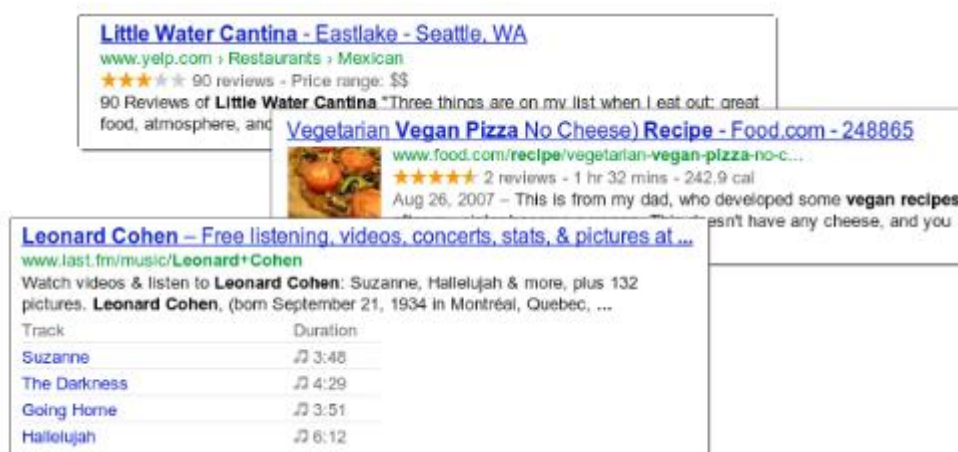 Little Water Cantina - Eastlake - Seattle, WA
www.yelp.com › Restaurants › Mexican
90 reviews - Price range: $$
90 Reviews of Little Water Cantina "Three things are on my list when I eat out: great
food, atmosphere, and
Vegetarian Vegan Pizza No Cheese) Recipe - Food.com - 248865
www.food.com/recipe/vegetarian-vegan-pizza-no-c...
2 reviews - 1 hr 32 mins - 242.9 cal
Aug 26, 2007 – This is from my dad, who developed some vegan recipes
doesn't have any cheese, and you
Leonard Cohen – Free listening, videos, concerts, stats, & pictures at ...
www.last.fm/music/Leonard+Cohen
Watch videos & listen to Leonard Cohen: Suzanne, Hallelujah & more, plus 132
pictures. Leonard Cohen, (born September 21, 1934 in Montréal, Quebec, ...
Track Duration
Suzanne 3:48
The Darkness 4:29
Going Home 3:51
Hallelujah 6:12